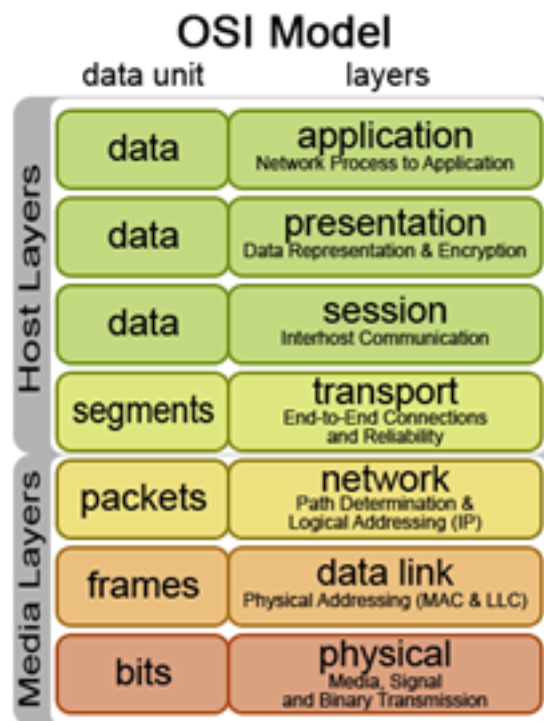 OSI Model
data unit layers
Host Layers
data application
Network Process to Application
data presentation
Data Representation & Encryption
data session
Interhost Communication
segments transport
End-to-End Connections
and Reliability
Media Layers
packets network
Path Determination &
Logical Addressing (IP)
frames data link
Physical Addressing (MAC & LLC)
bits physical
Media, Signal
and Binary Transmission